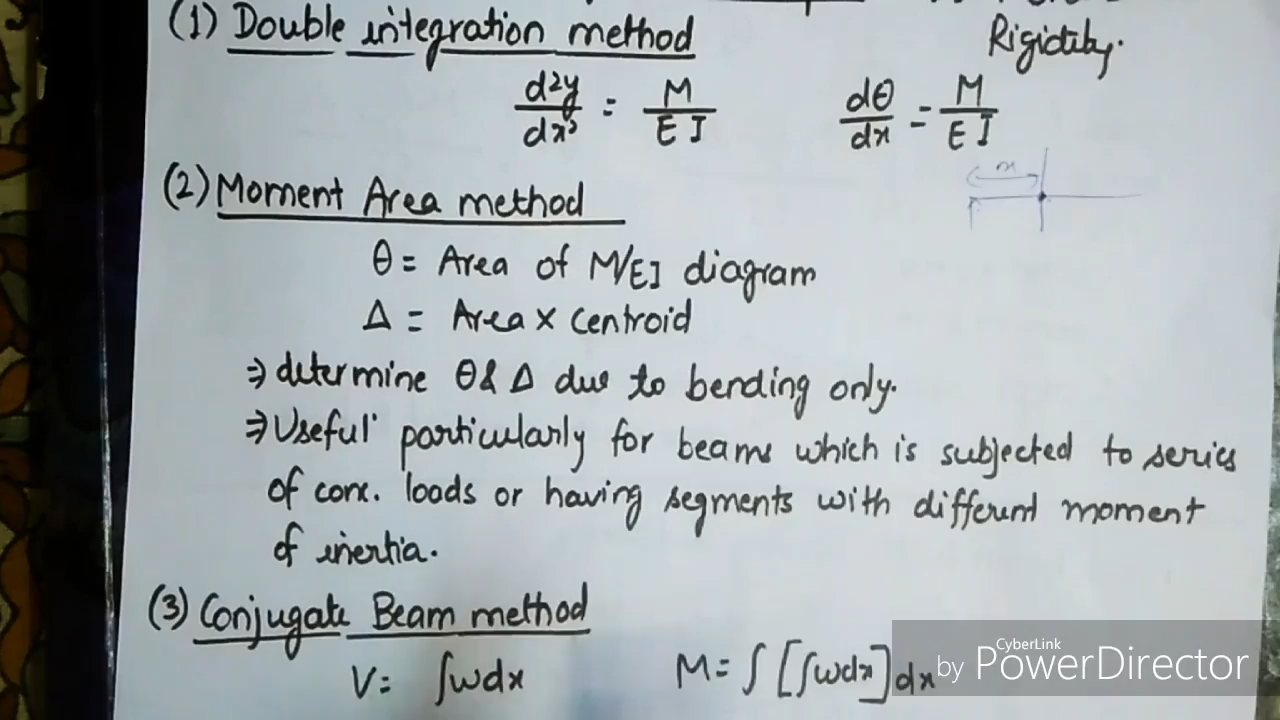 (1) Double integration method
Rigidity.
d2y/dx² = M/EI
dθ/dx = M/EI
x
(2) Moment Area method
θ = Area of M/EI diagram
Δ = Area x centroid
⇒ determine θ & Δ due to bending only.
⇒ Useful particularly for beams which is subjected to series
of conc. loads or having segments with different moment
of inertia.
(3) Conjugate Beam method
V = ∫wdx
M = ∫[∫wdx]dx
CyberLink
by PowerDirector